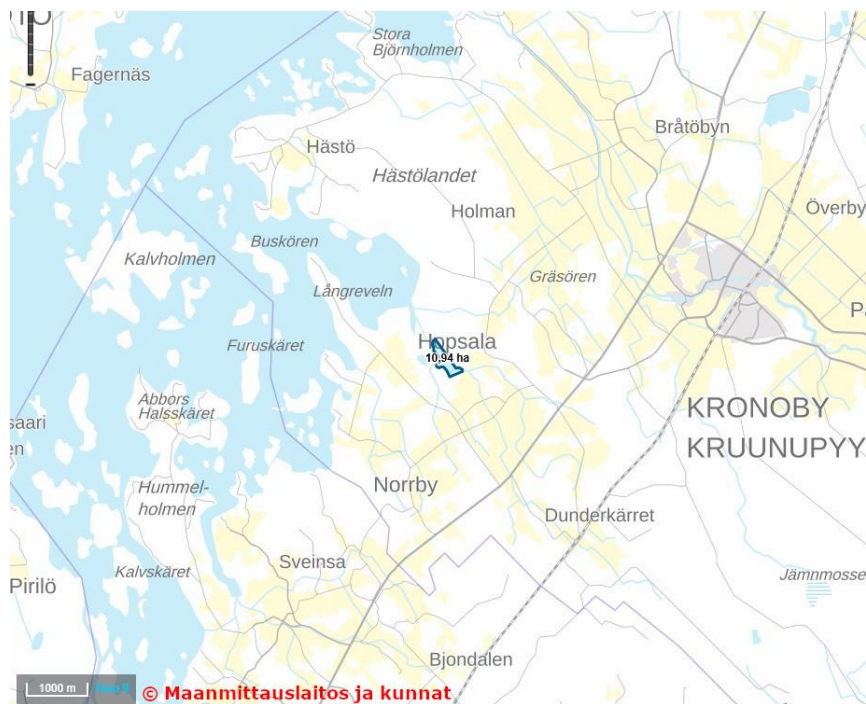 Stora
Björnholmen
Fagernäs
Bråtöbyn
Hästö
Hästölandet
Holman
Överby
Buskören
Kalvholmen
Gräsören
Långreveln
Furuskäret
Hopsala
10,94 ha
Abbors
Halsskäret
KRONOBY
KRUUNUPYY
Hummel-
holmen
Norrby
Dunderkärret
Sveinsa
Kalvskäret
Pirilö
Jämnmosse
Bjondalen
1000 m
© Maanmittauslaitos ja kunnat